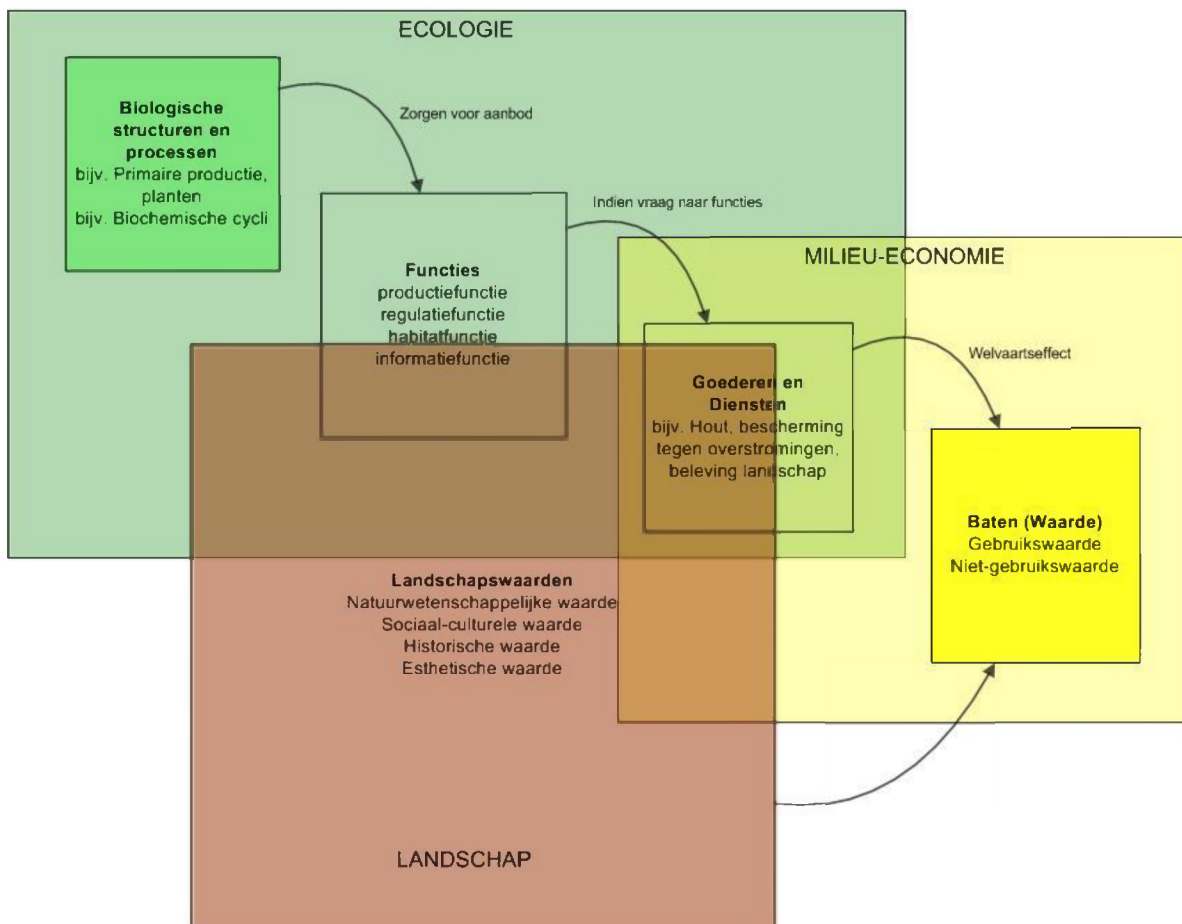 ECOLOGIE
Biologische
structuren en
processen
bijv. Primaire productie,
planten
bijv. Biochemische cycli
Zorgen voor aanbod
Functies
productiefunctie
regulatiefunctie
habitatfunctie
informatiefunctie
Indien vraag naar functies
MILIEU-ECONOMIE
Goederen en
Diensten
bijv. Hout, bescherming
tegen overstromingen,
beleving landschap
Welvaartseffect
Baten (Waarde)
Gebruikswaarde
Niet-gebruikswaarde
Landschapswaarden
Natuurwetenschappelijke waarde
Sociaal-culturele waarde
Historische waarde
Esthetische waarde
LANDSCHAP